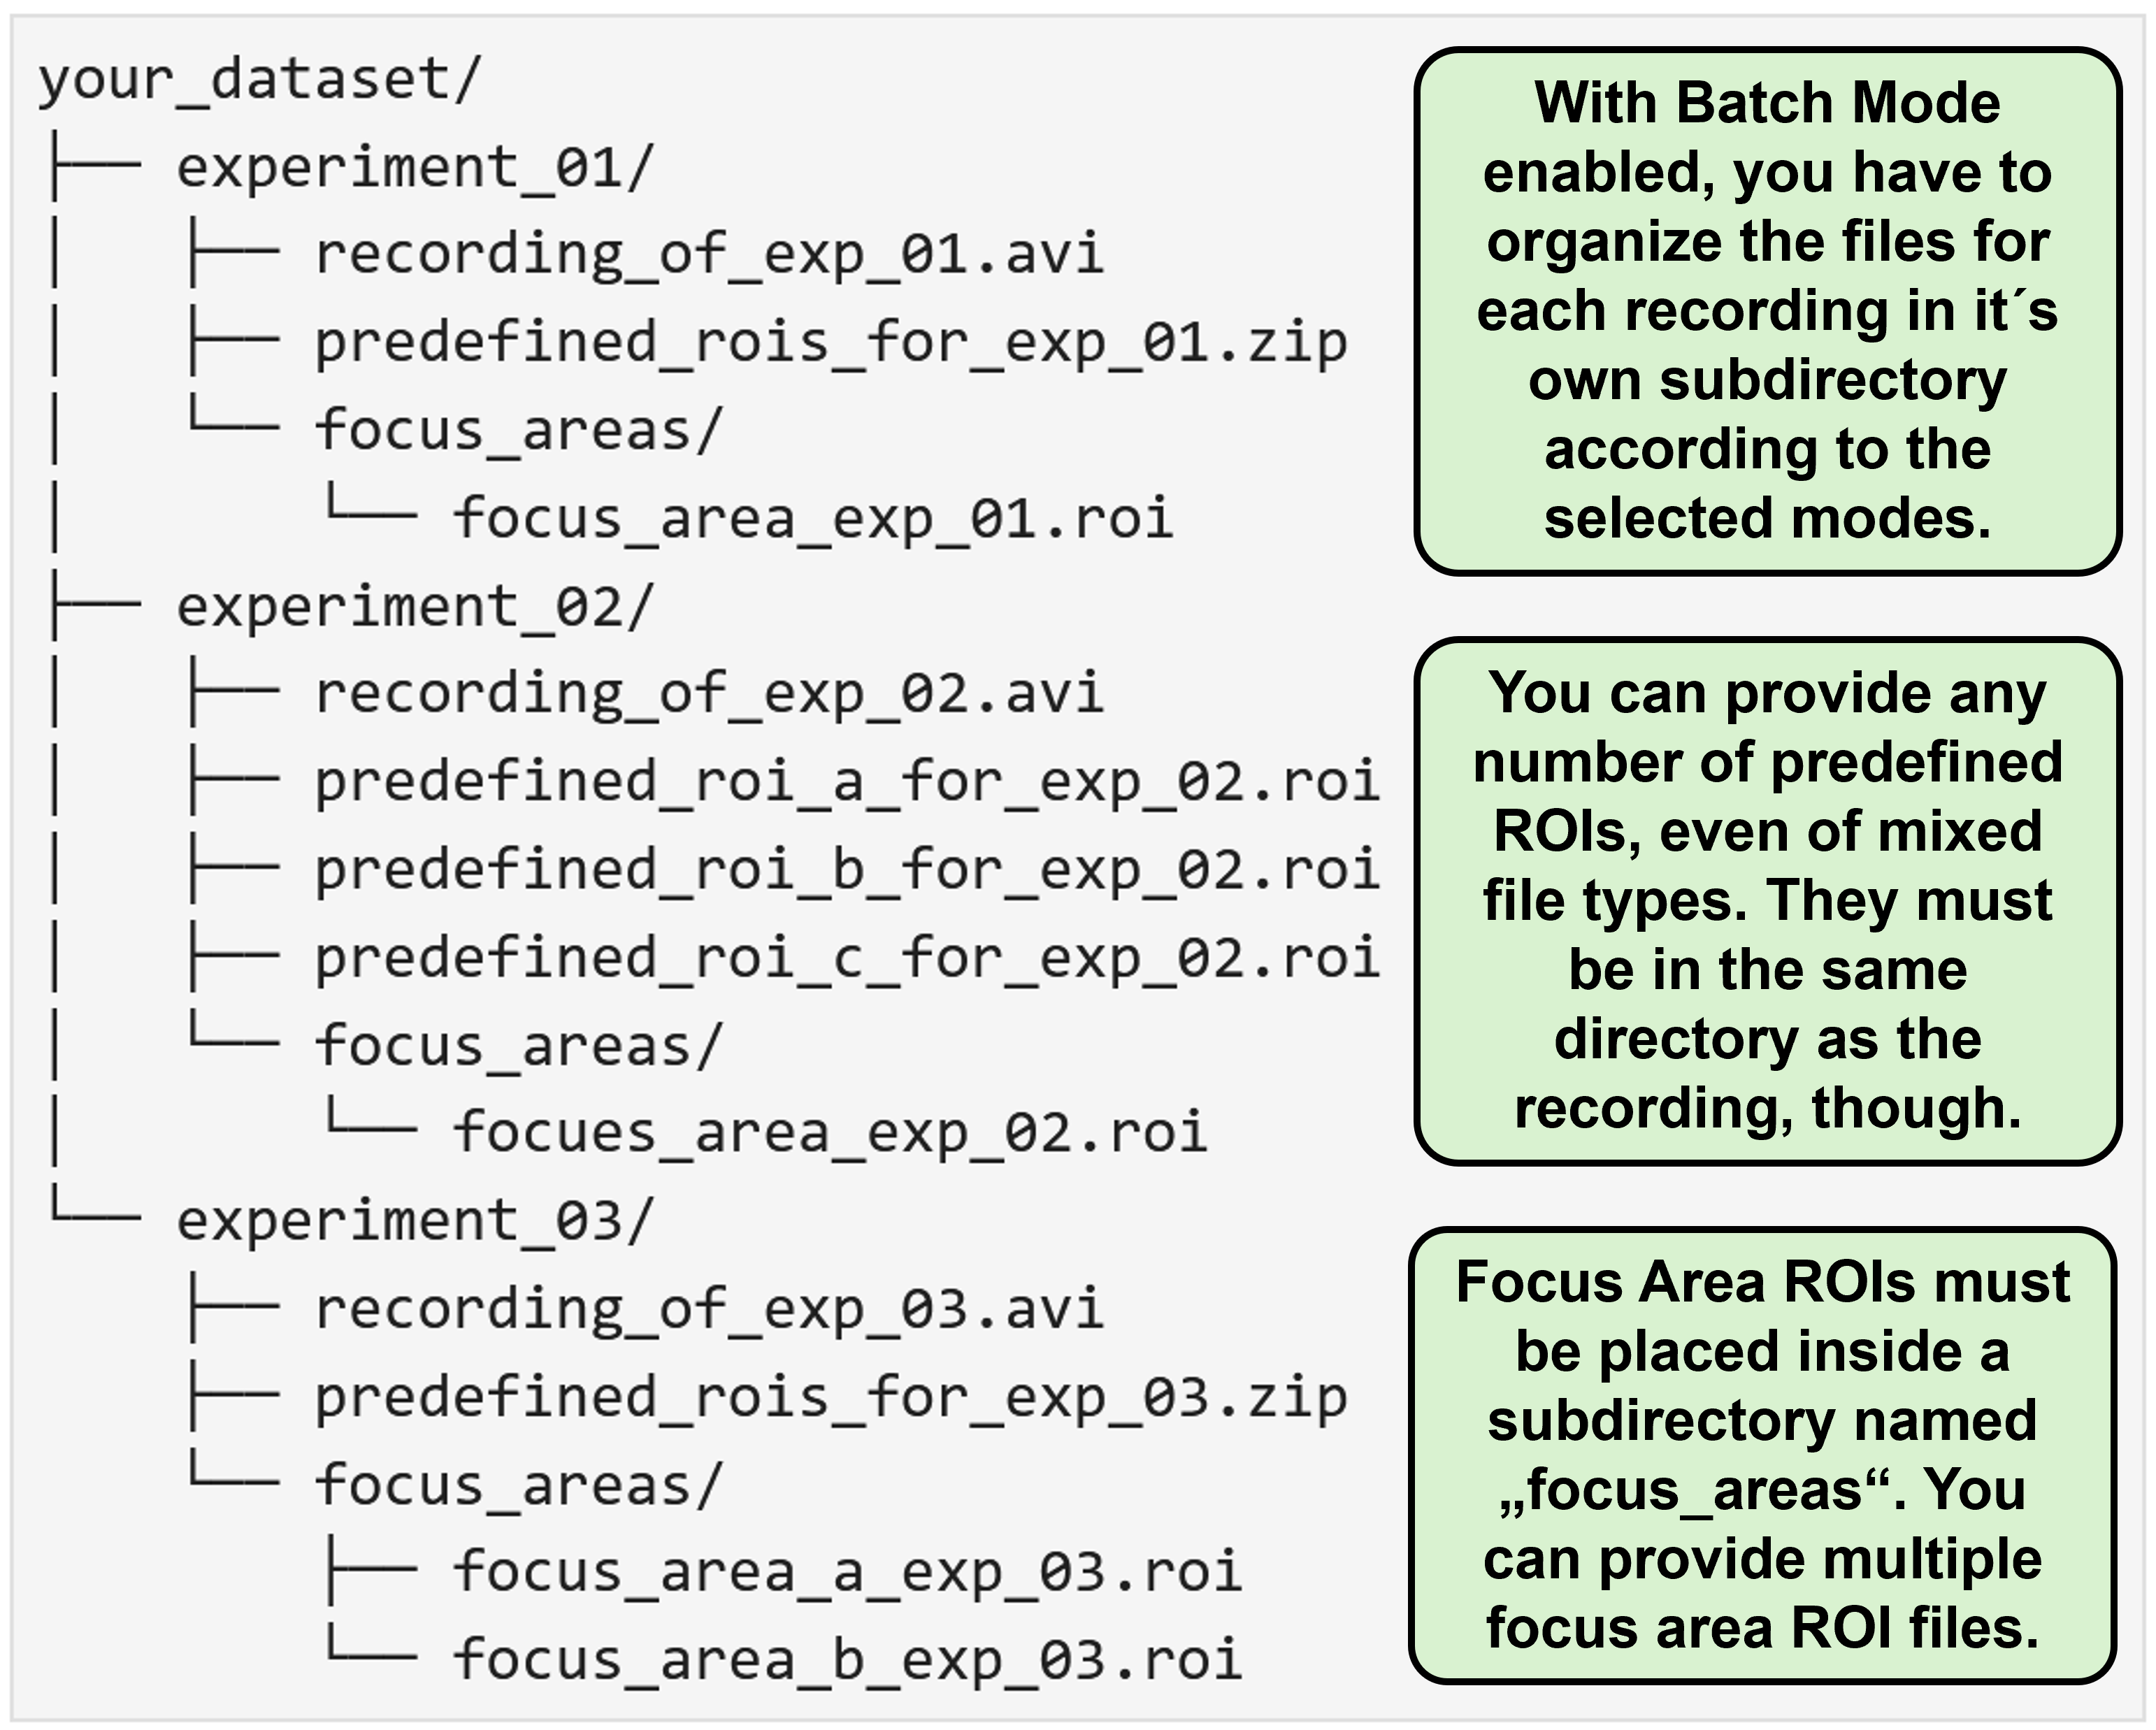 your_dataset/
├── experiment_01/
│   ├── recording_of_exp_01.avi
│   ├── predefined_rois_for_exp_01.zip
│   └── focus_areas/
│       └── focus_area_exp_01.roi
├── experiment_02/
│   ├── recording_of_exp_02.avi
│   ├── predefined_roi_a_for_exp_02.roi
│   ├── predefined_roi_b_for_exp_02.roi
│   ├── predefined_roi_c_for_exp_02.roi
│   └── focus_areas/
│       └── focues_area_exp_02.roi
└── experiment_03/
    ├── recording_of_exp_03.avi
    ├── predefined_rois_for_exp_03.zip
    └── focus_areas/
        ├── focus_area_a_exp_03.roi
        └── focus_area_b_exp_03.roi
With Batch Mode
enabled, you have to
organize the files for
each recording in it´s
own subdirectory
according to the
selected modes.
You can provide any
number of predefined
ROIs, even of mixed
file types. They must
be in the same
directory as the
recording, though.
Focus Area ROIs must
be placed inside a
subdirectory named
„focus_areas“. You
can provide multiple
focus area ROI files.